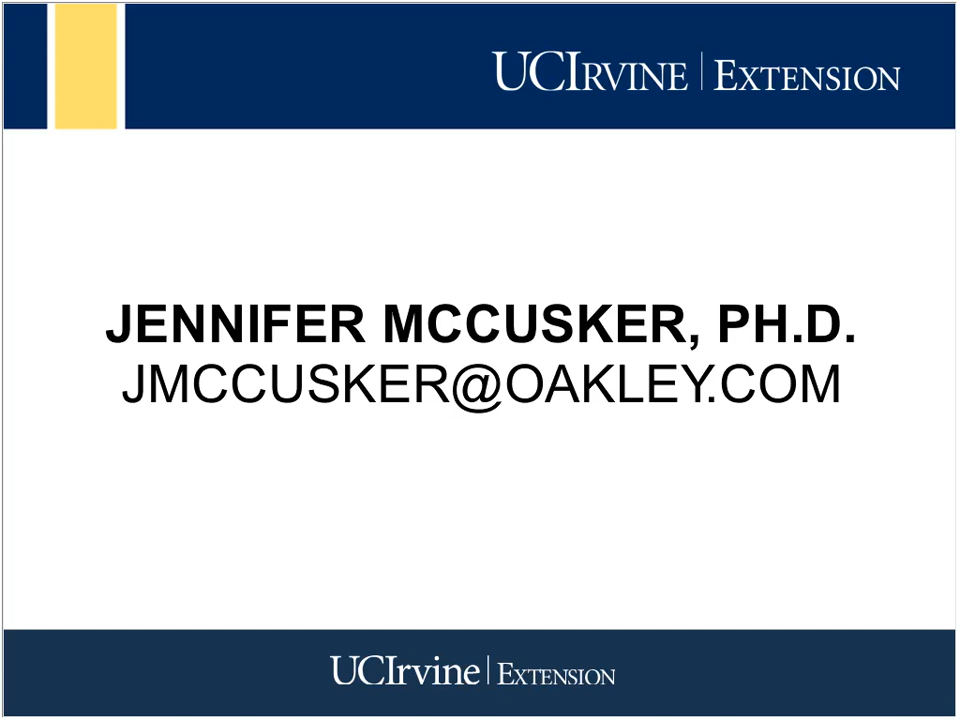 UCIRVINE | EXTENSION
JENNIFER MCCUSKER, PH.D.
JMCCUSKER@OAKLEY.COM
UCIrvine | EXTENSION